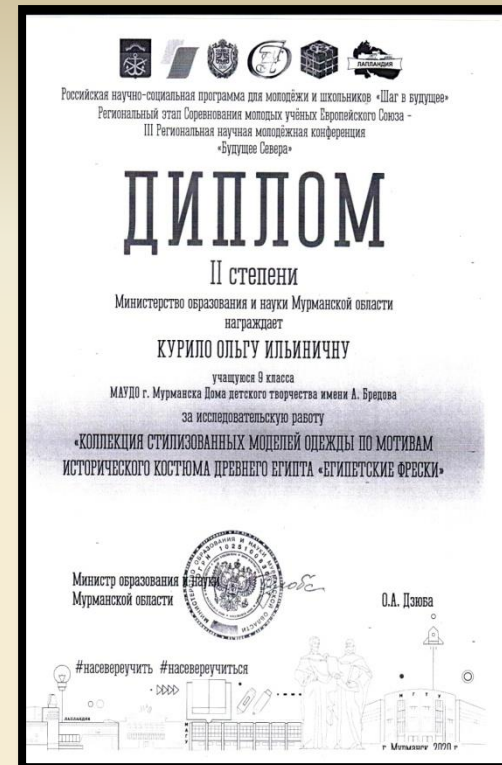 ЛАПЛАНДИЯ
Российская научно-социальная программа для молодёжи и школьников «Шаг в будущее»
Региональный этап Соревнования молодых учёных Европейского Союза -
III Региональная научная молодёжная конференция
«Будущее Севера»
ДИПЛОМ
II степени
Министерство образования и науки Мурманской области
награждает
КУРИЛО ОЛЬГУ ИЛЬИНИЧНУ
учащуюся 9 класса
МАУДО г. Мурманска Дома детского творчества имени А. Бредова
за исследовательскую работу
«КОЛЛЕКЦИЯ СТИЛИЗОВАННЫХ МОДЕЛЕЙ ОДЕЖДЫ ПО МОТИВАМ
ИСТОРИЧЕСКОГО КОСТЮМА ДРЕВНЕГО ЕГИПТА «ЕГИПЕТСКИЕ ФРЕСКИ»
Министр образования и науки
Мурманской области
О.А. Дзюба
#насевереучить #насевереучиться
ЛАПЛАНДИЯ
МАГУ
МГТУ
г. Мурманск, 2020 г.